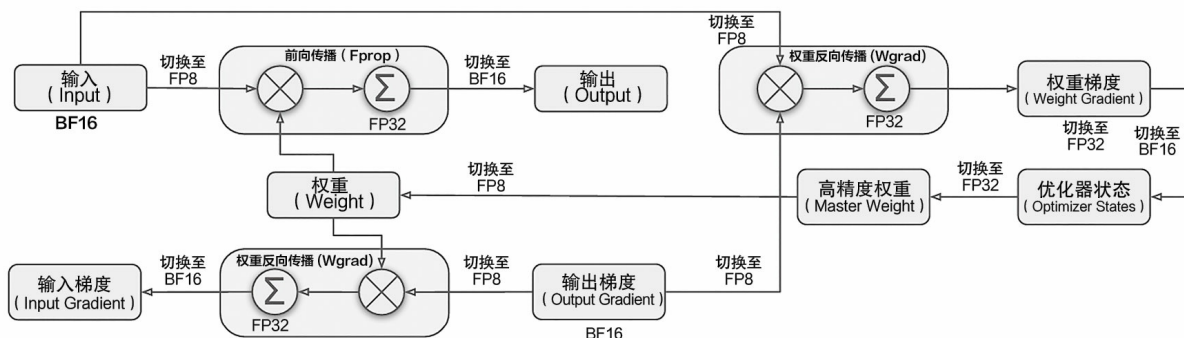 切换至
FP8
输入
( Input )
BF16
切换至
FP8
前向传播 ( Fprop )
Σ
FP32
切换至
BF16
输出
( Output )
权重反向传播 ( Wgrad )
Σ
FP32
权重梯度
( Weight Gradient )
切换至
FP32
切换至
BF16
权重
( Weight )
切换至
FP8
高精度权重
( Master Weight )
切换至
FP32
优化器状态
( Optimizer States )
输入梯度
( Input Gradient )
切换至
BF16
权重反向传播 ( Wgrad )
Σ
FP32
切换至
FP8
输出梯度
( Output Gradient )
BF16
切换至
FP8